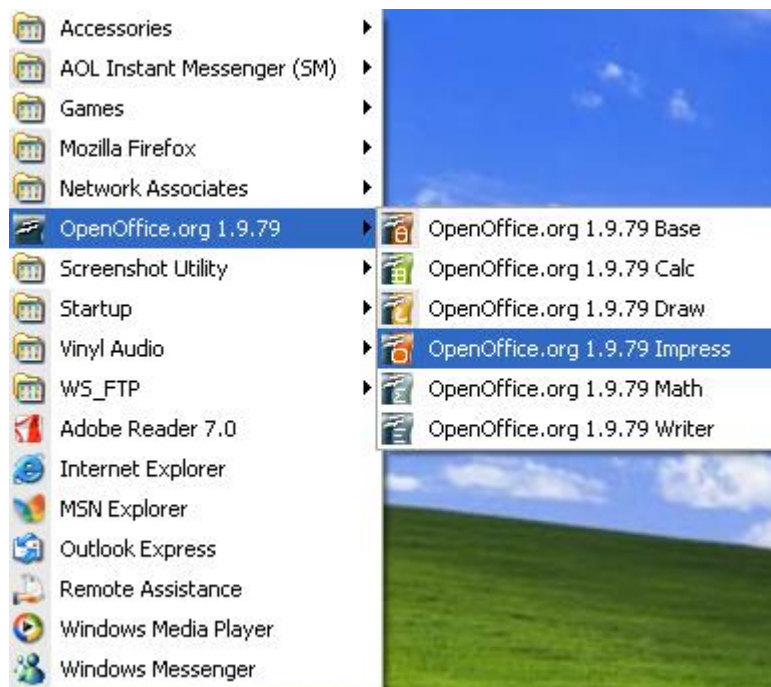 Accessories
AOL Instant Messenger (SM)
Games
Mozilla Firefox
Network Associates
OpenOffice.org 1.9.79
Screenshot Utility
Startup
Vinyl Audio
WS_FTP
Adobe Reader 7.0
Internet Explorer
MSN Explorer
Outlook Express
Remote Assistance
Windows Media Player
Windows Messenger
OpenOffice.org 1.9.79 Base
OpenOffice.org 1.9.79 Calc
OpenOffice.org 1.9.79 Draw
OpenOffice.org 1.9.79 Impress
OpenOffice.org 1.9.79 Math
OpenOffice.org 1.9.79 Writer